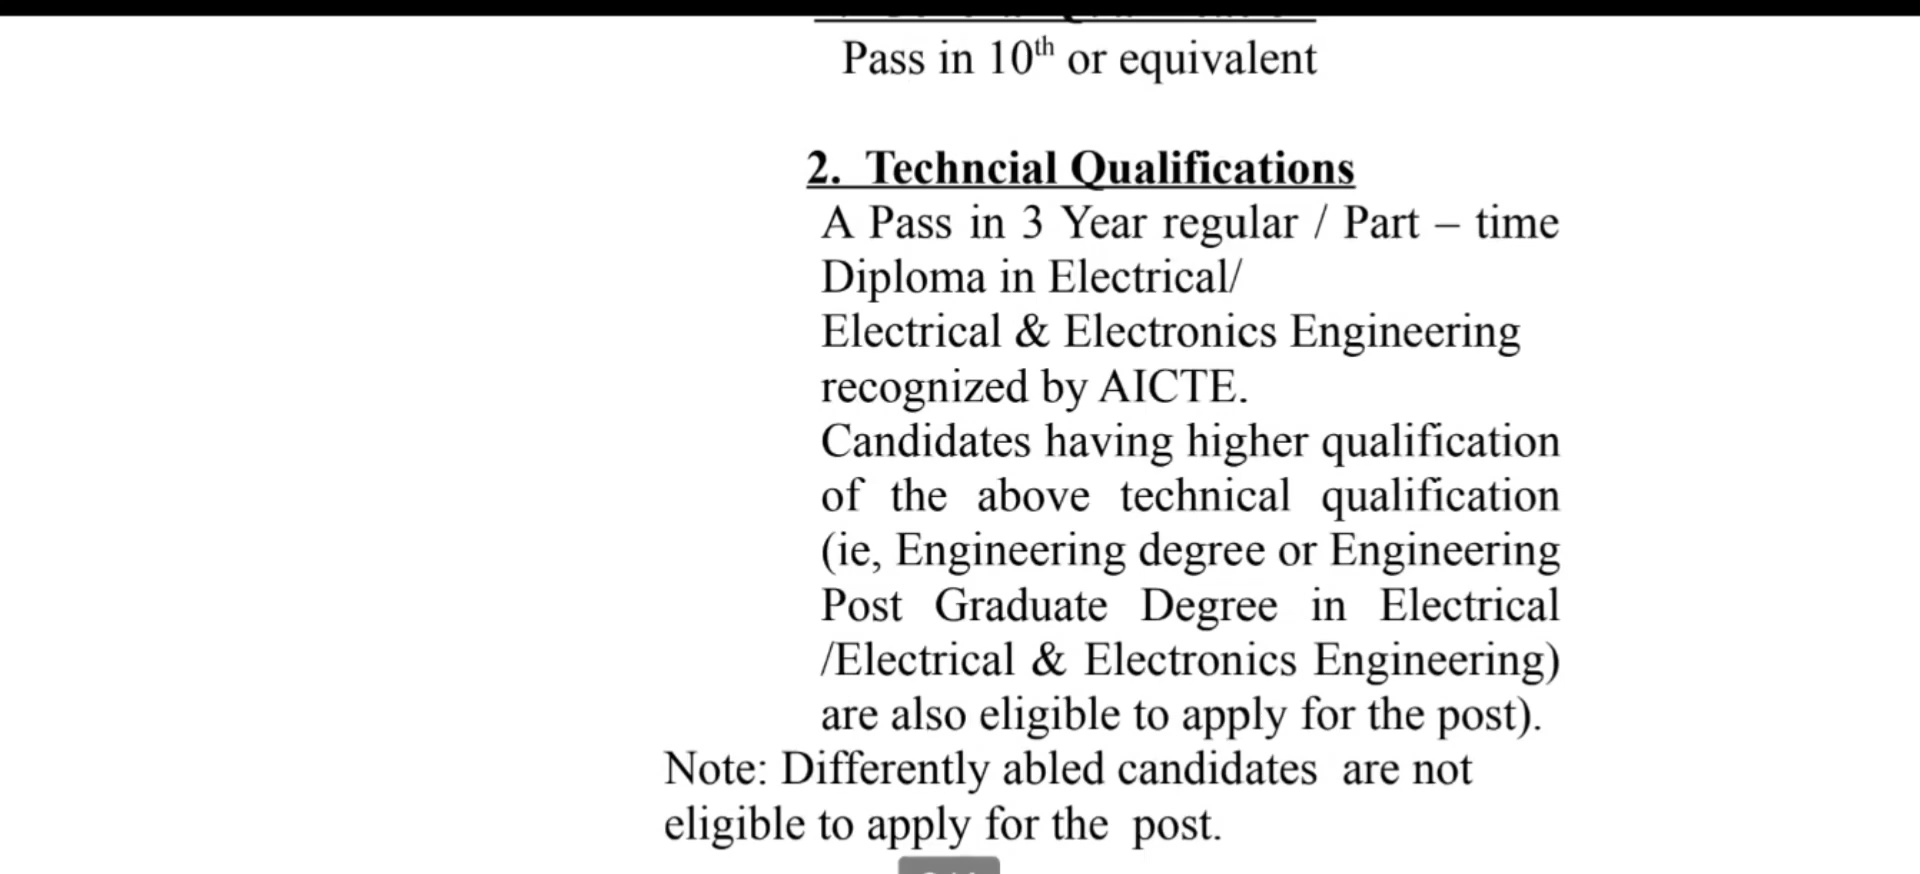 Pass in 10th or equivalent
2. Techncial Qualifications
A Pass in 3 Year regular / Part – time
Diploma in Electrical/
Electrical & Electronics Engineering
recognized by AICTE.
Candidates having higher qualification
of the above technical qualification
(ie, Engineering degree or Engineering
Post Graduate Degree in Electrical
/Electrical & Electronics Engineering)
are also eligible to apply for the post).
Note: Differently abled candidates are not
eligible to apply for the post.